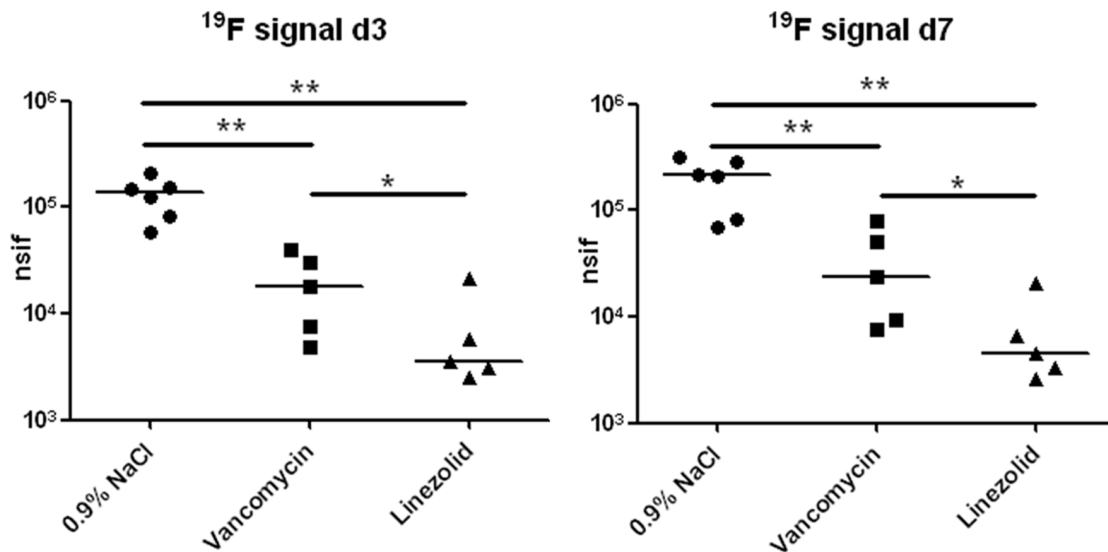 ¹⁹F signal d3
nsif
10⁶
10⁵
10⁴
10³
**
**
*
0.9% NaCl
Vancomycin
Linezolid
¹⁹F signal d7
nsif
10⁶
10⁵
10⁴
10³
**
**
*
0.9% NaCl
Vancomycin
Linezolid